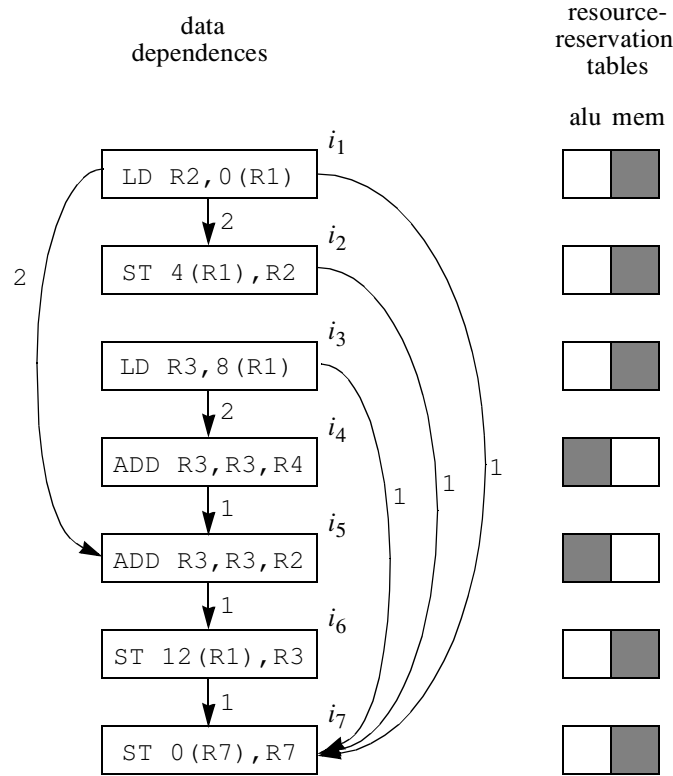 data
dependences
resource-
reservation
tables
alu mem
i1
LD R2,0(R1)
2
i2
2
ST 4(R1),R2
i3
LD R3,8(R1)
2
i4
ADD R3,R3,R4
1
1
1
1
i5
ADD R3,R3,R2
1
i6
ST 12(R1),R3
1
i7
ST 0(R7),R7